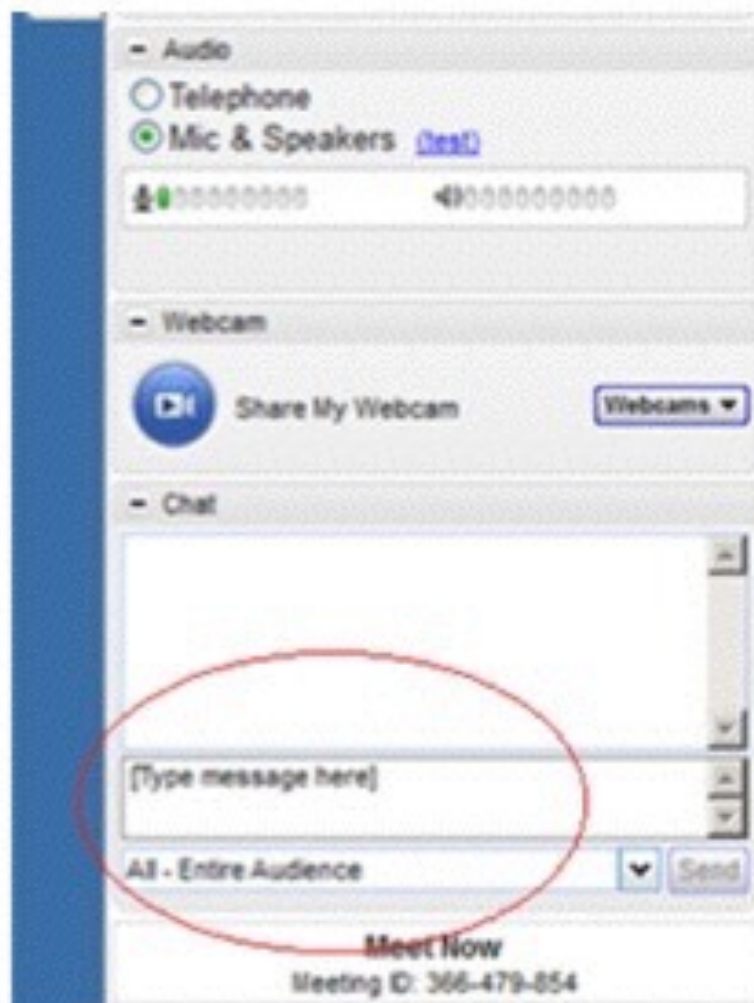 - Audio
Telephone
Mic & Speakers (test)
- Webcam
Share My Webcam Webcams
- Chat
[Type message here]
All - Entire Audience Send
Meet Now
Meeting ID: 366-479-854